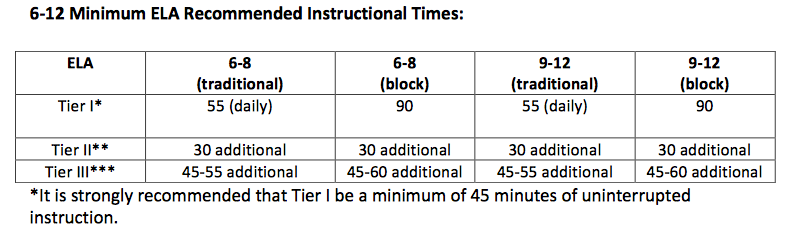 6-12 Minimum ELA Recommended Instructional Times:
ELA 6-8 (traditional) 6-8 (block) 9-12 (traditional) 9-12 (block)
Tier I* 55 (daily) 90 55 (daily) 90
Tier II** 30 additional 30 additional 30 additional 30 additional
Tier III*** 45-55 additional 45-60 additional 45-55 additional 45-60 additional
*It is strongly recommended that Tier I be a minimum of 45 minutes of uninterrupted
instruction.